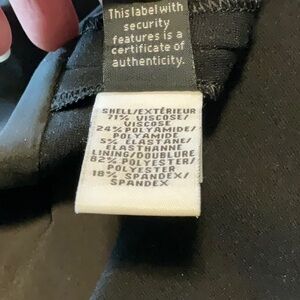 This label with
security
features is a
certificate of
authenticity.
SHELL/EXTÉRIEUR
71% VISCOSE/
VISCOSE
24% POLYAMIDE/
POLYAMIDE
5% ELASTANE/
ELASTHANNE
LINING/DOUBLURE
82% POLYESTER/
POLYESTER
18% SPANDEX/
SPANDEX